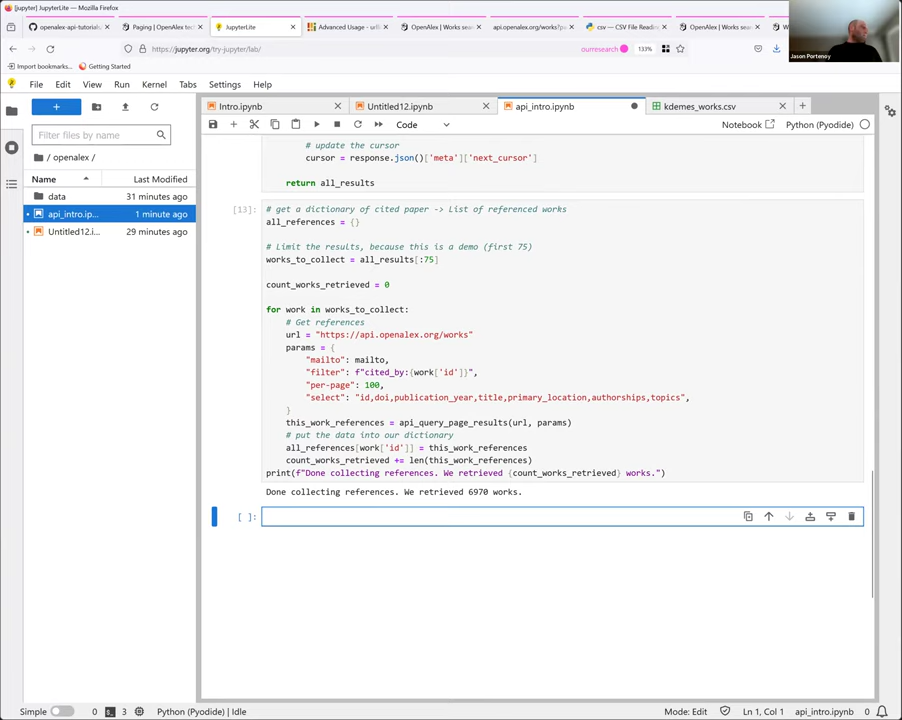 [jupyter] JupyterLite — Mozilla Firefox
openalex-api-tutorials
Paging | OpenAlex tec
JupyterLite
Advanced Usage - urlli
OpenAlex | Works sea
api.openalex.org/works?pa
csv — CSV File Readi
OpenAlex | Works sea
https://jupyter.org/try-jupyter/lab/
ourresearch
133%
Import bookmarks...
Getting Started
Jason Portenoy
File Edit View Run Kernel Tabs Settings Help
Intro.ipynb
Untitled12.ipynb
api_intro.ipynb
kdemes_works.csv
Code
Notebook
Python (Pyodide)
Filter files by name
/ openalex /
Name
Last Modified
data
31 minutes ago
api_intro.ip...
1 minute ago
Untitled12.i...
29 minutes ago
# update the cursor
cursor = response.json()['meta']['next_cursor']
return all_results
[13]:
# get a dictionary of cited paper -> List of referenced works
all_references = {}
# Limit the results, because this is a demo (first 75)
works_to_collect = all_results[:75]
count_works_retrieved = 0
for work in works_to_collect:
# Get references
url = "https://api.openalex.org/works"
params = {
"mailto": mailto,
"filter": f"cited_by:{work['id']}",
"per-page": 100,
"select": "id,doi,publication_year,title,primary_location,authorships,topics",
}
this_work_references = api_query_page_results(url, params)
# put the data into our dictionary
all_references[work['id']] = this_work_references
count_works_retrieved += len(this_work_references)
print(f"Done collecting references. We retrieved {count_works_retrieved} works.")
Done collecting references. We retrieved 6970 works.
[ ]:
Simple
0
3
Python (Pyodide) | Idle
Mode: Edit
Ln 1, Col 1
api_intro.ipynb
0